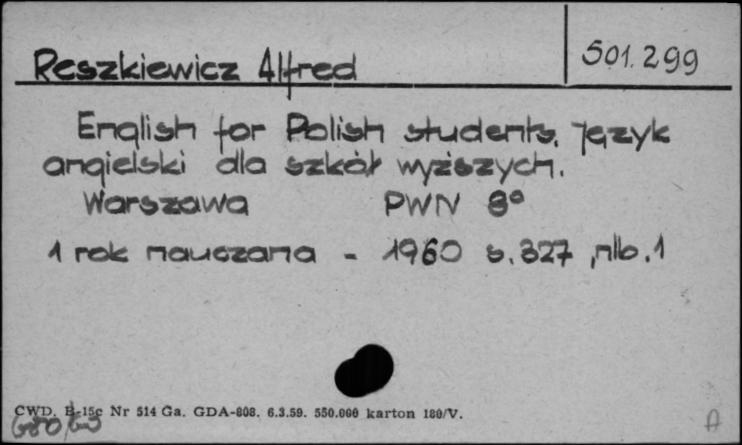 Reszkiewicz Alfred
501.299
English for Polish students. Język
angielski dla szkół wyższych.
Warszawa PWN 8°
1 rok nauczana - 1960 s. 327, nlb. 1
CWD. B-15c Nr 514 Ga. GDA-808. 6.3.59. 550.000 karton 180/V.
A